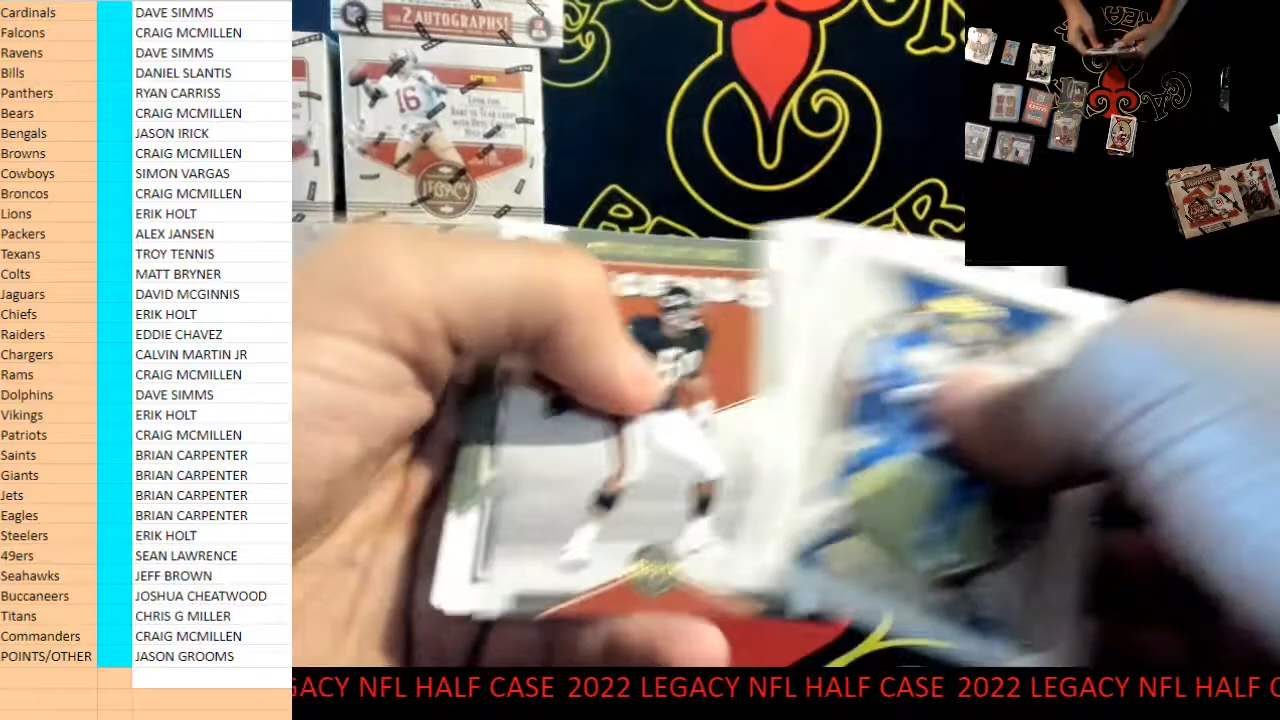 Cardinals DAVE SIMMS
Falcons CRAIG MCMILLEN
Ravens DAVE SIMMS
Bills DANIEL SLANTIS
Panthers RYAN CARRISS
Bears CRAIG MCMILLEN
Bengals JASON IRICK
Browns CRAIG MCMILLEN
Cowboys SIMON VARGAS
Broncos CRAIG MCMILLEN
Lions ERIK HOLT
Packers ALEX JANSEN
Texans TROY TENNIS
Colts MATT BRYNER
Jaguars DAVID MCGINNIS
Chiefs ERIK HOLT
Raiders EDDIE CHAVEZ
Chargers CALVIN MARTIN JR
Rams CRAIG MCMILLEN
Dolphins DAVE SIMMS
Vikings ERIK HOLT
Patriots CRAIG MCMILLEN
Saints BRIAN CARPENTER
Giants BRIAN CARPENTER
Jets BRIAN CARPENTER
Eagles BRIAN CARPENTER
Steelers ERIK HOLT
49ers SEAN LAWRENCE
Seahawks JEFF BROWN
Buccaneers JOSHUA CHEATWOOD
Titans CHRIS G MILLER
Commanders CRAIG MCMILLEN
POINTS/OTHER JASON GROOMS
2 AUTOGRAPHS!
16
LEGACY
GACY NFL HALF CASE 2022 LEGACY NFL HALF CASE 2022 LEGACY NFL HALF C